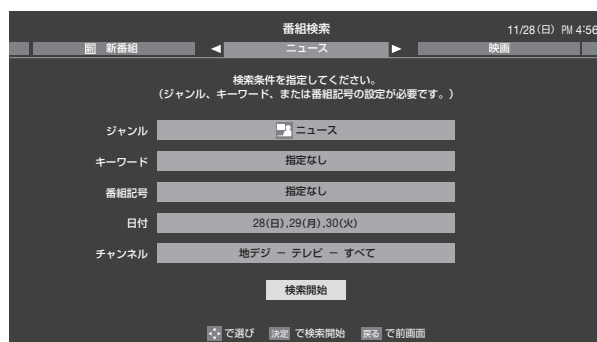 番組検索
11/28(日) PM 4:56
新番組 ◀ ニュース ▶ 映画
検索条件を指定してください。
(ジャンル、キーワード、または番組記号の設定が必要です。)
ジャンル ニュース
キーワード 指定なし
番組記号 指定なし
日付 28(日),29(月),30(火)
チャンネル 地デジ － テレビ － すべて
検索開始
で選び 決定 で検索開始 戻る で前画面